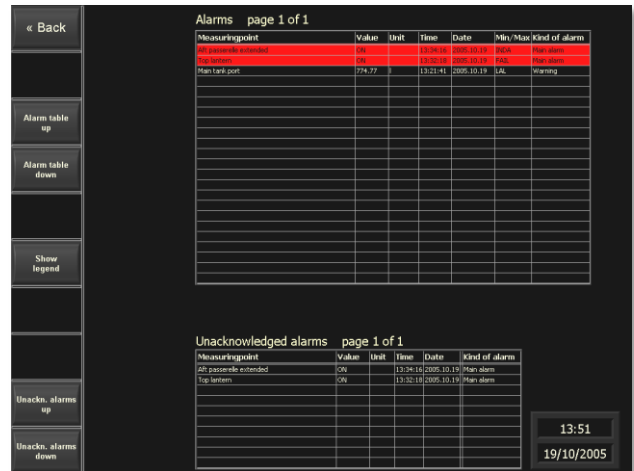 « Back
Alarm table
up
Alarm table
down
Show
legend
Unackn. alarms
up
Unackn. alarms
down
Alarms page 1 of 1
Measuringpoint Value Unit Time Date Min/Max Kind of alarm
Aft passerelle extended ON 13:34:16 2005.10.19 INDA Main alarm
Top lantern ON 13:32:18 2005.10.19 FAIL Main alarm
Main tank port 774.77 l 13:21:41 2005.10.19 LAL Warning
Unacknowledged alarms page 1 of 1
Measuringpoint Value Unit Time Date Kind of alarm
Aft passerelle extended ON 13:34:16 2005.10.19 Main alarm
Top lantern ON 13:32:18 2005.10.19 Main alarm
13:51
19/10/2005